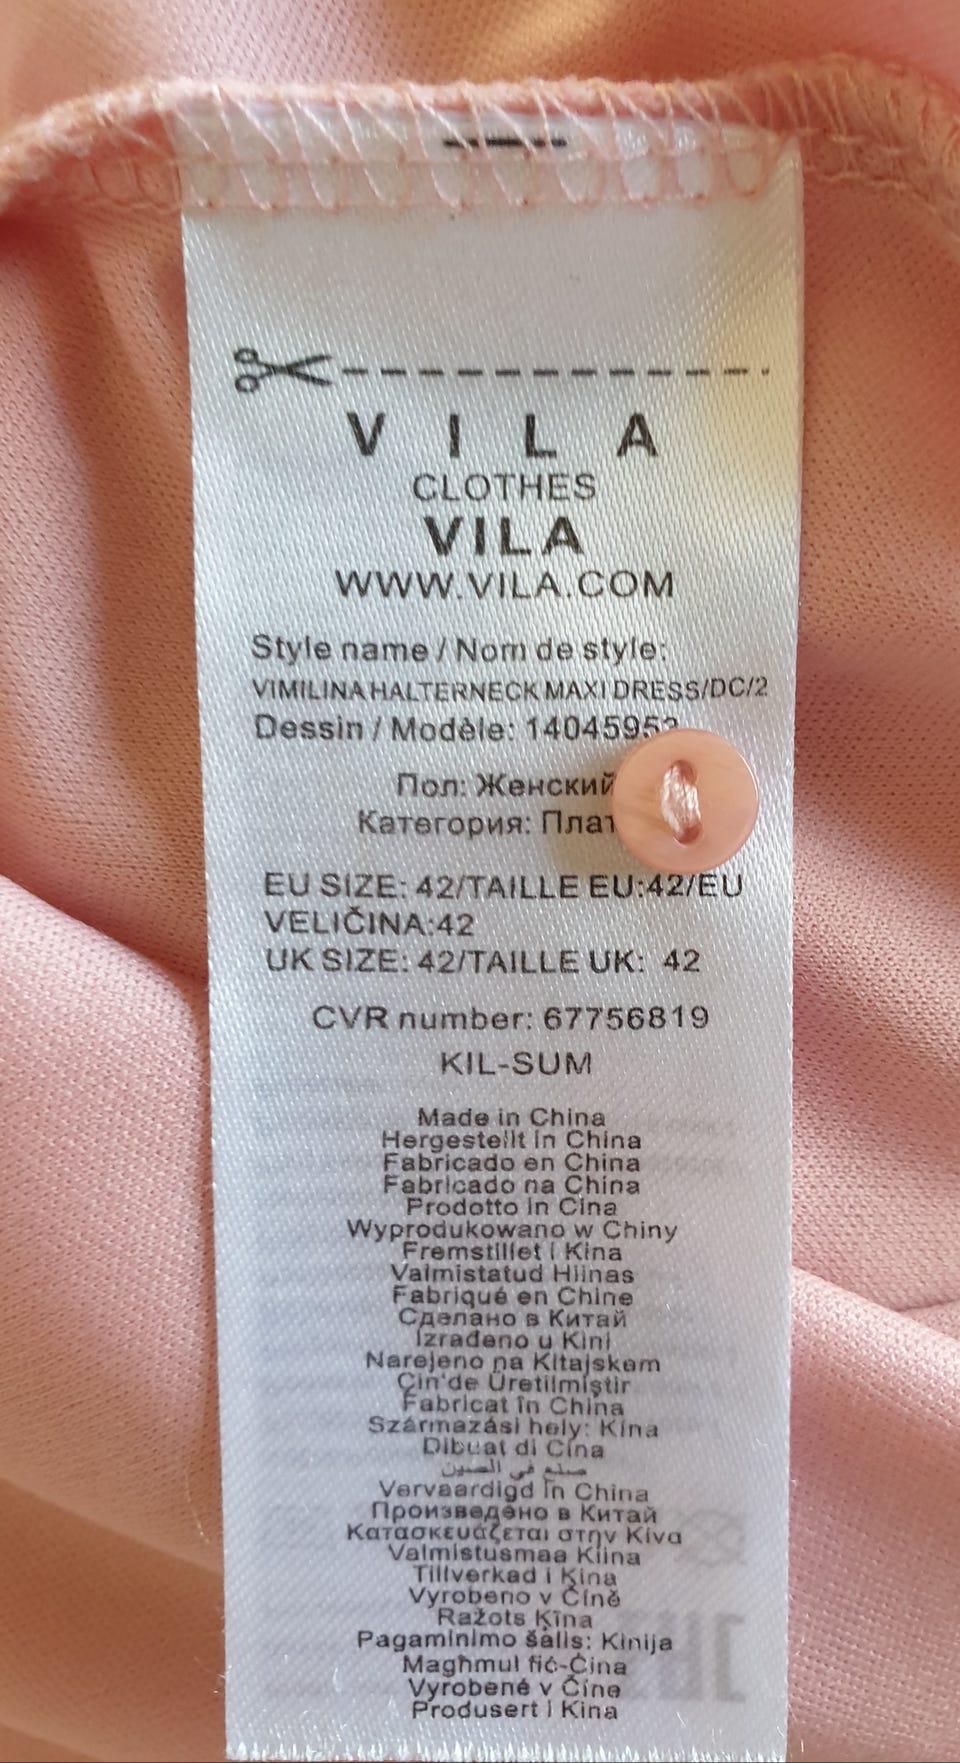 V I L A
CLOTHES
VILA
WWW.VILA.COM
Style name / Nom de style:
VIMILINA HALTERNECK MAXI DRESS/DC/2
Dessin / Modèle: 1404595
Пол: Женский
Категория:
EU SIZE: 42/TAILLE EU:42/EU
VELIČINA:42
UK SIZE: 42/TAILLE UK: 42
CVR number: 67756819
KIL-SUM
Made in China
Hergestellt in China
Fabricado en China
Fabricado na China
Prodotto in Cina
Wyprodukowano w Chiny
Fremstillet i Kina
Valmistatud Hiinas
Fabriqué en Chine
Сделано в Китай
Izrađeno u Kini
Narejeno na Kitajskem
Çin'de Üretilmiştir
Fabricat în China
Származási hely: Kína
Dibuat di Cina
صنع في الصين
Vervaardigd in China
Произведено в Китай
Κατασκευάζεται στην Κίνα
Valmistusmaa Kiina
Tillverkad i Kina
Vyrobeno v Číně
Ražots Ķīna
Pagaminimo šalis: Kinija
Magħmul fiċ-Ċina
Vyrobené v Číne
Produsert i Kina